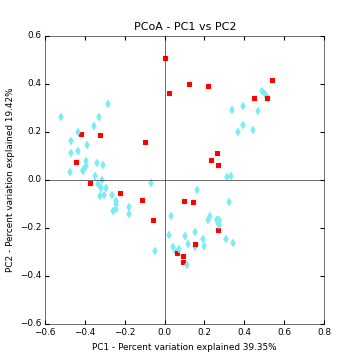 PCoA - PC1 vs PC2
0.6
0.4
0.2
0.0
−0.2
−0.4
−0.6
−0.6 −0.4 −0.2 0.0 0.2 0.4 0.6 0.8
PC2 - Percent variation explained 19.42%
PC1 - Percent variation explained 39.35%